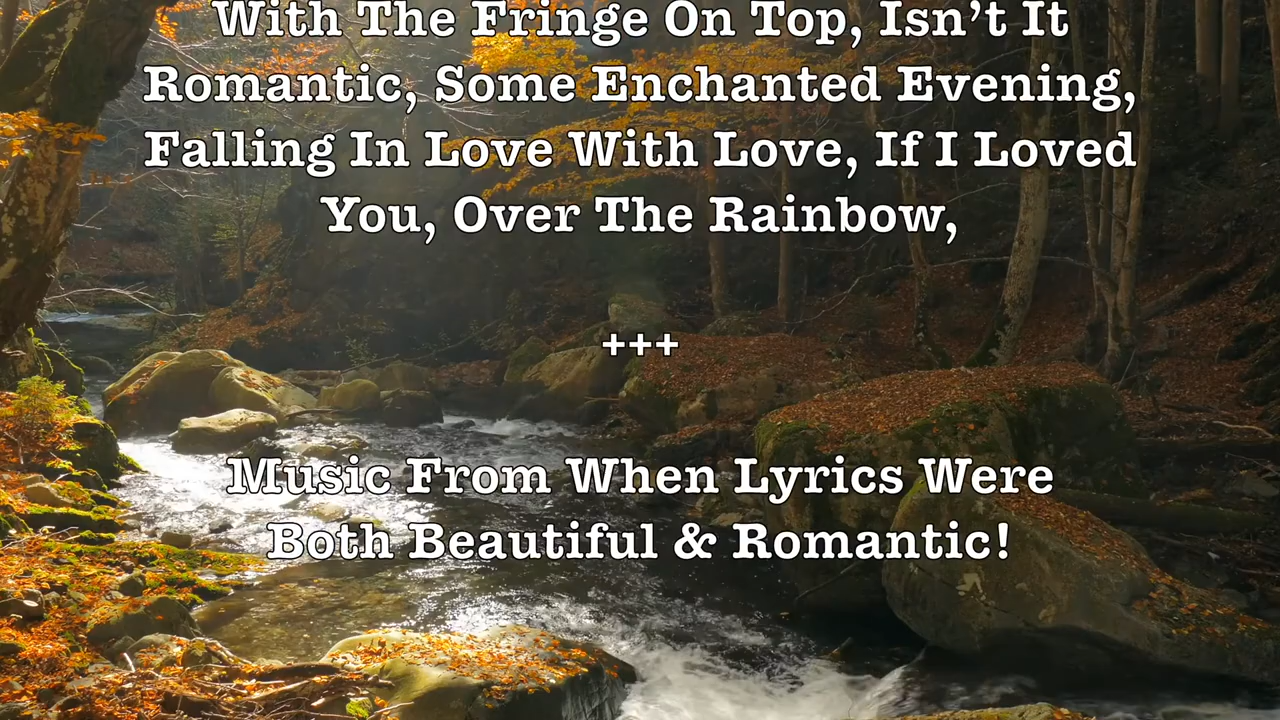 With The Fringe On Top, Isn’t It
Romantic, Some Enchanted Evening,
Falling In Love With Love, If I Loved
You, Over The Rainbow,
+++
Music From When Lyrics Were
Both Beautiful & Romantic!